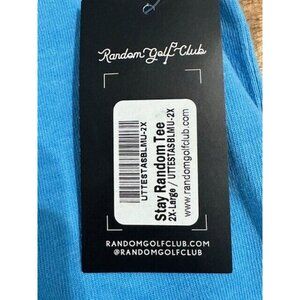 Random Golf Club
UTTESTASBLMU-2X
Stay Random Tee
2X-Large / UTTESTASBLMU-2X
www.randomgolfclub.com
RANDOMGOLFCLUB.COM
@RANDOMGOLFCLUB